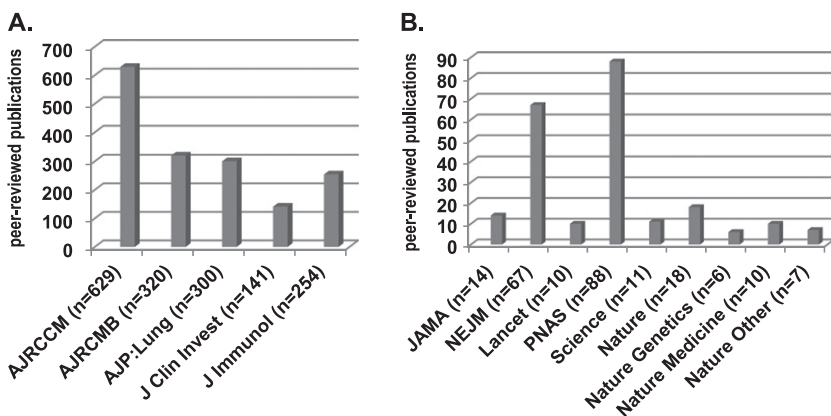 A.
peer-reviewed publications
700
600
500
400
300
200
100
0
AJRCCM (n=629)
AJRCMB (n=320)
AJP:Lung (n=300)
J Clin Invest (n=141)
J Immunol (n=254)
B.
peer-reviewed publications
90
80
70
60
50
40
30
20
10
0
JAMA (n=14)
NEJM (n=67)
Lancet (n=10)
PNAS (n=88)
Science (n=11)
Nature (n=18)
Nature Genetics (n=6)
Nature Medicine (n=10)
Nature Other (n=7)